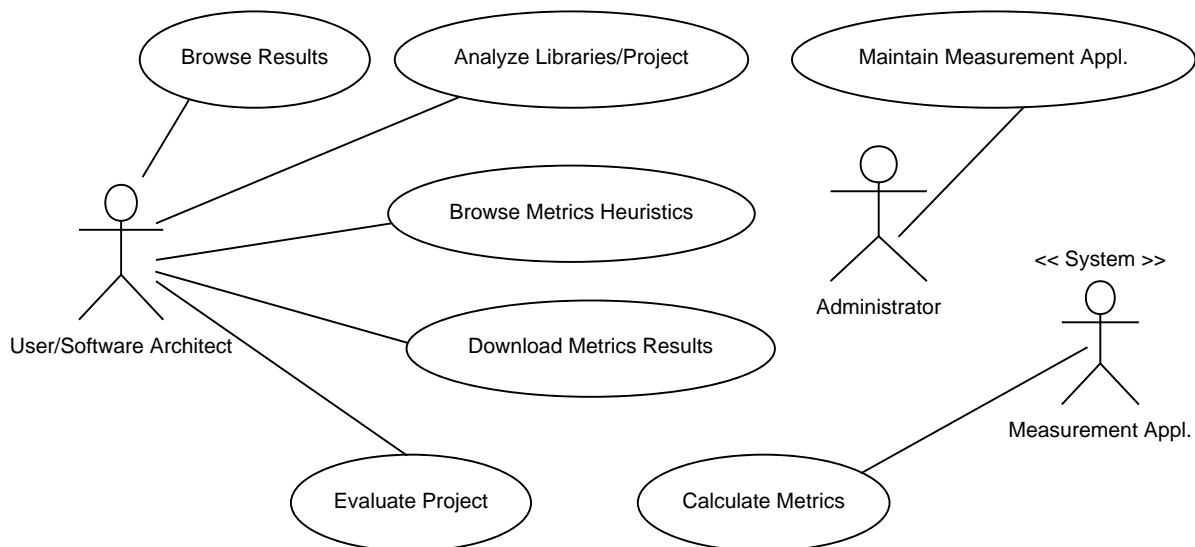 Browse Results
Analyze Libraries/Project
Maintain Measurement Appl.
Browse Metrics Heuristics
<< System >>
Administrator
User/Software Architect
Download Metrics Results
Measurement Appl.
Evaluate Project
Calculate Metrics